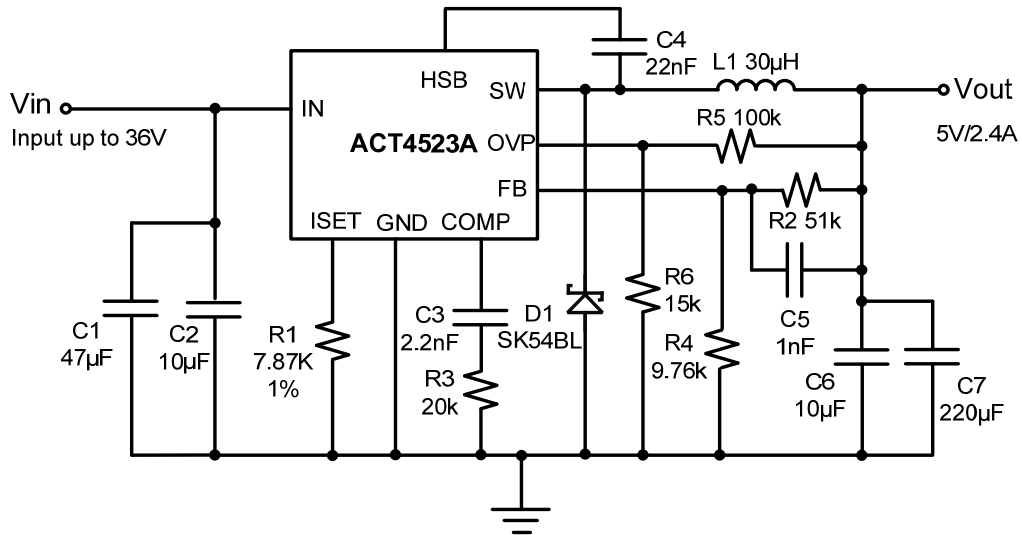 C4
22nF
L1 30µH
HSB
SW
Vin
IN
Vout
Input up to 36V
ACT4523A
OVP
R5 100k
5V/2.4A
FB
ISET
GND
COMP
R2 51k
C1
47µF
C2
10µF
R1
7.87K
1%
C3
2.2nF
R3
20k
D1
SK54BL
R6
15k
R4
9.76k
C5
1nF
C6
10µF
C7
220µF